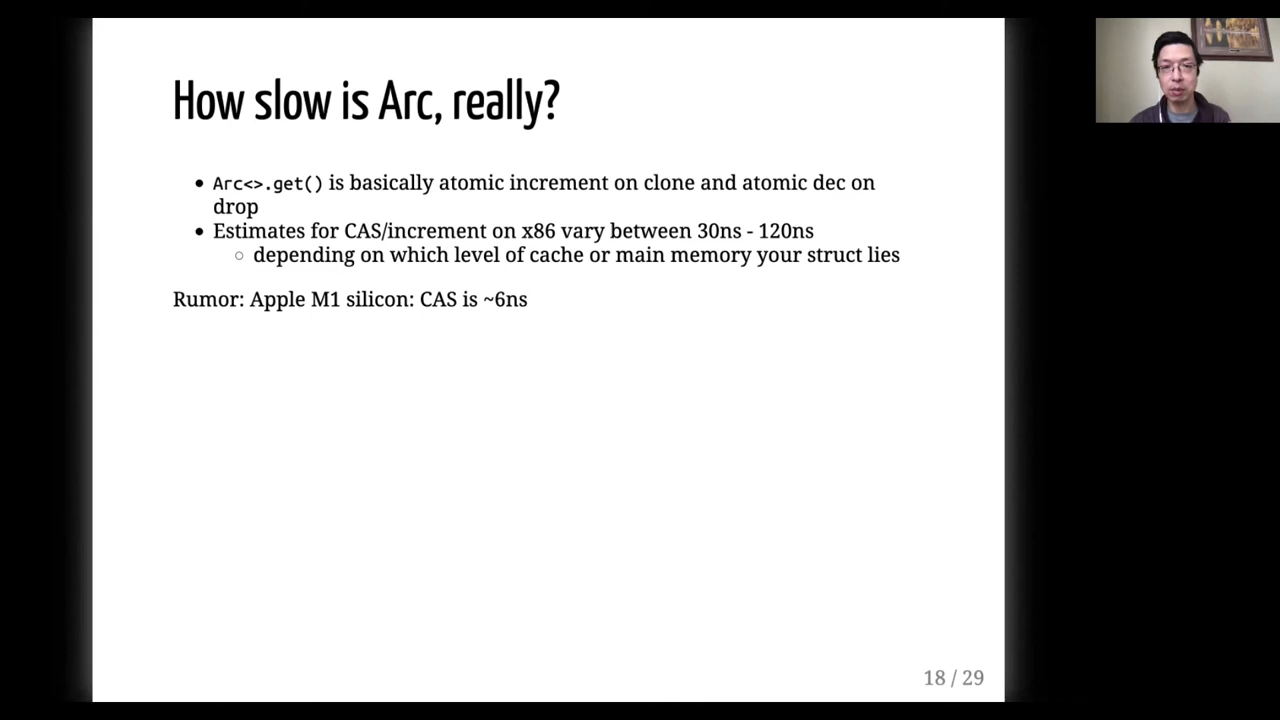 How slow is Arc, really?
• Arc<>.get() is basically atomic increment on clone and atomic dec on
drop
• Estimates for CAS/increment on x86 vary between 30ns - 120ns
○ depending on which level of cache or main memory your struct lies
Rumor: Apple M1 silicon: CAS is ~6ns
18 / 29